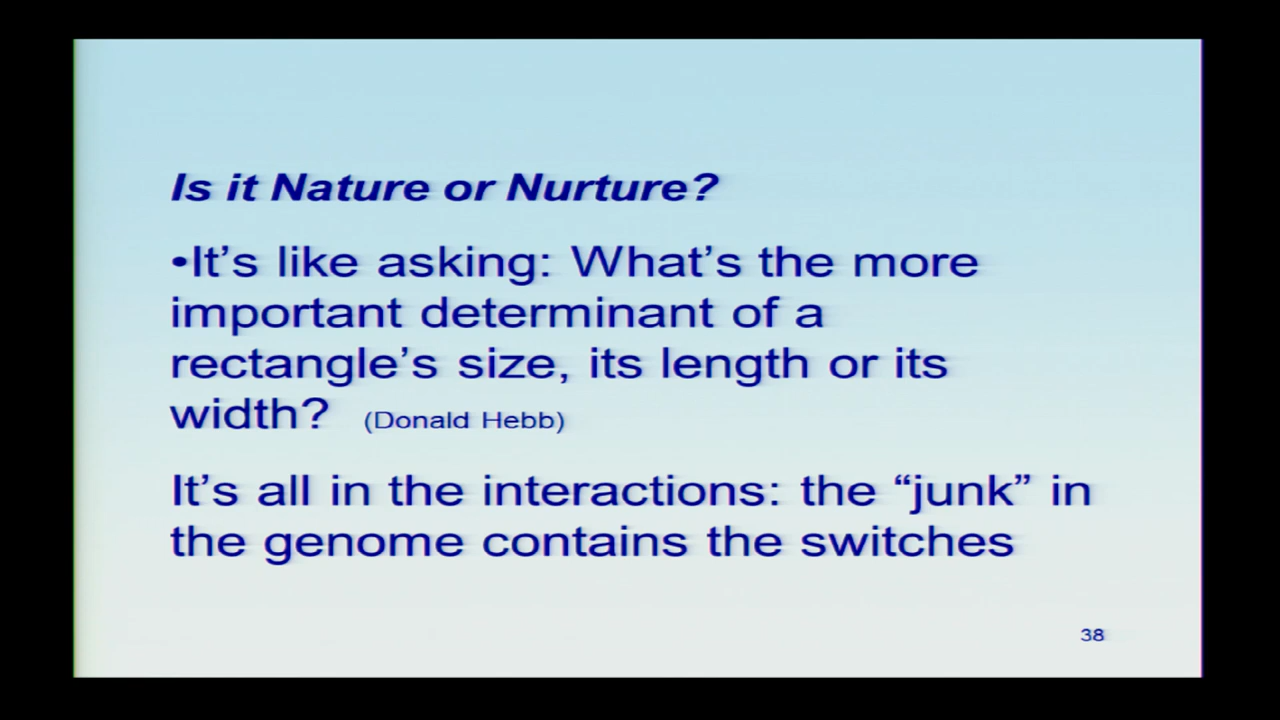 Is it Nature or Nurture?
•It’s like asking: What’s the more
important determinant of a
rectangle’s size, its length or its
width? (Donald Hebb)
It’s all in the interactions: the “junk” in
the genome contains the switches
38